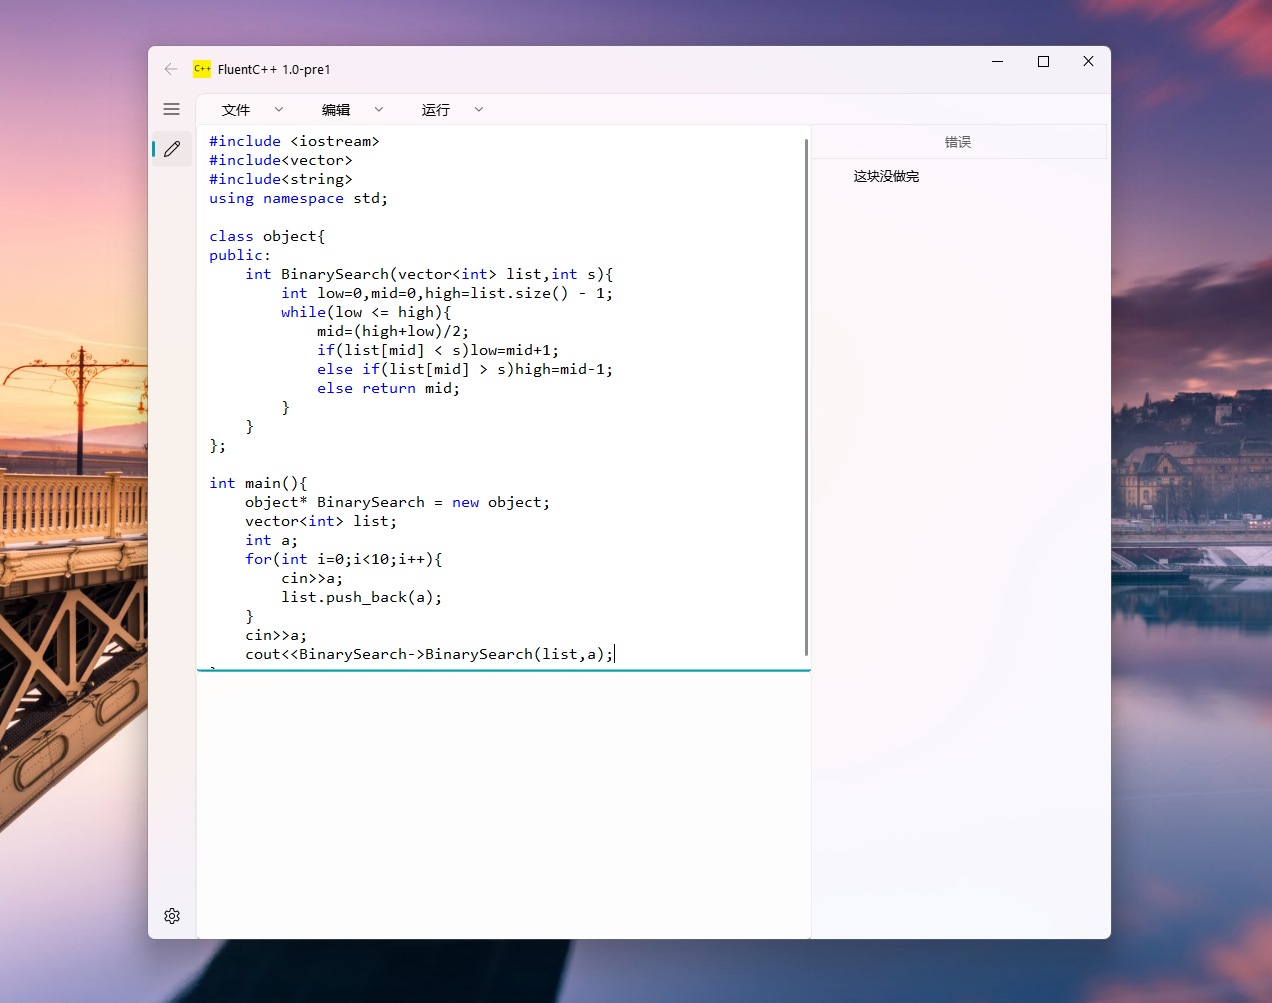 C++ FluentC++ 1.0-pre1
文件 编辑 运行
#include <iostream>
#include<vector>
#include<string>
using namespace std;
class object{
public:
    int BinarySearch(vector<int> list,int s){
        int low=0,mid=0,high=list.size() - 1;
        while(low <= high){
            mid=(high+low)/2;
            if(list[mid] < s)low=mid+1;
            else if(list[mid] > s)high=mid-1;
            else return mid;
        }
    }
};
int main(){
    object* BinarySearch = new object;
    vector<int> list;
    int a;
    for(int i=0;i<10;i++){
        cin>>a;
        list.push_back(a);
    }
    cin>>a;
    cout<<BinarySearch->BinarySearch(list,a);
错误
这块没做完